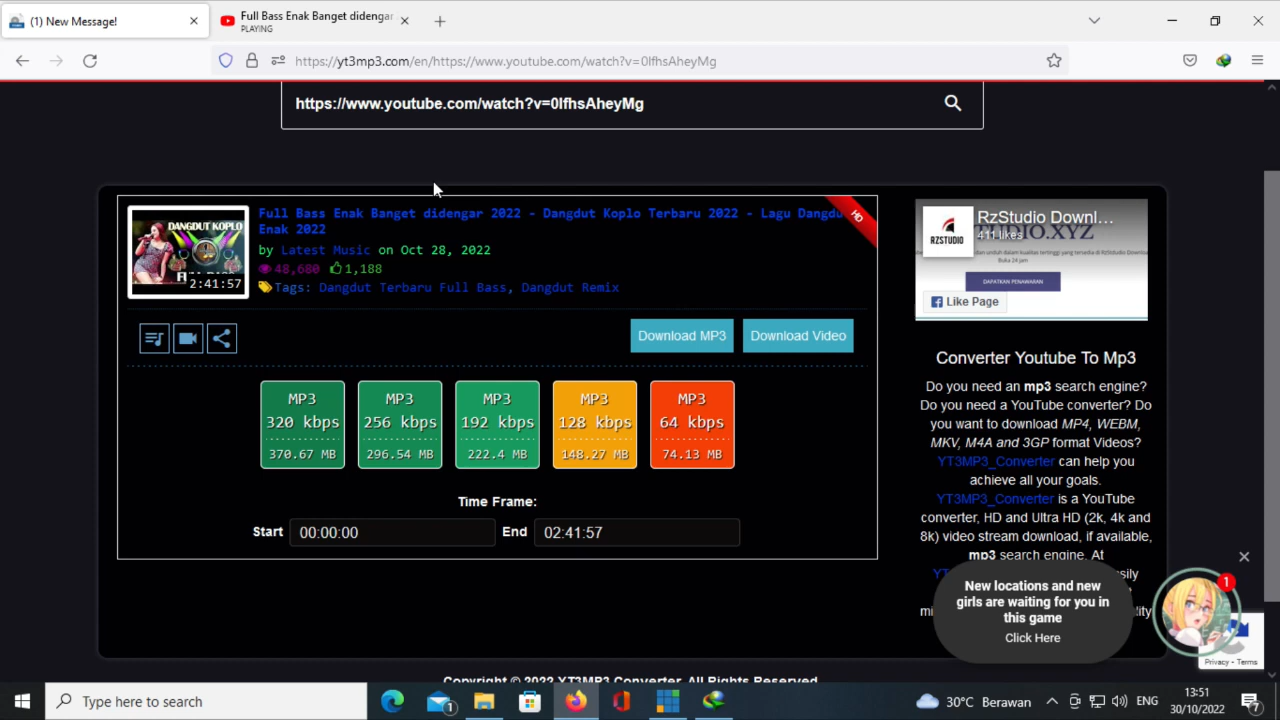 (1) New Message!
Full Bass Enak Banget didengar
PLAYING
https://yt3mp3.com/en/https://www.youtube.com/watch?v=0IfhsAheyMg
https://www.youtube.com/watch?v=0IfhsAheyMg
DANGDUT KOPLO
2:41:57
Full Bass Enak Banget didengar 2022 - Dangdut Koplo Terbaru 2022 - Lagu Dangdu
Enak 2022
by Latest Music on Oct 28, 2022
48,680 1,188
Tags: Dangdut Terbaru Full Bass, Dangdut Remix
HD
Download MP3
Download Video
MP3
320 kbps
370.67 MB
MP3
256 kbps
296.54 MB
MP3
192 kbps
222.4 MB
MP3
128 kbps
148.27 MB
MP3
64 kbps
74.13 MB
Time Frame:
Start 00:00:00 End 02:41:57
RZSTUDIO
RzStudio Downl...
411 likes
Buka 24 jam
DAPATKAN PENAWARAN
Like Page
Converter Youtube To Mp3
Do you need an mp3 search engine?
Do you need a YouTube converter? Do
you want to download MP4, WEBM,
MKV, M4A and 3GP format Videos?
YT3MP3_Converter can help you
achieve all your goals.
YT3MP3_Converter is a YouTube
converter, HD and Ultra HD (2k, 4k and
8k) video stream download, if available,
mp3 search engine. At
New locations and new
girls are waiting for you in
this game
Click Here
1
Privacy - Terms
Copyright © 2022 YT3MP3 Converter. All Rights Reserved
Type here to search
1
30°C Berawan
ENG
13:51
30/10/2022
7